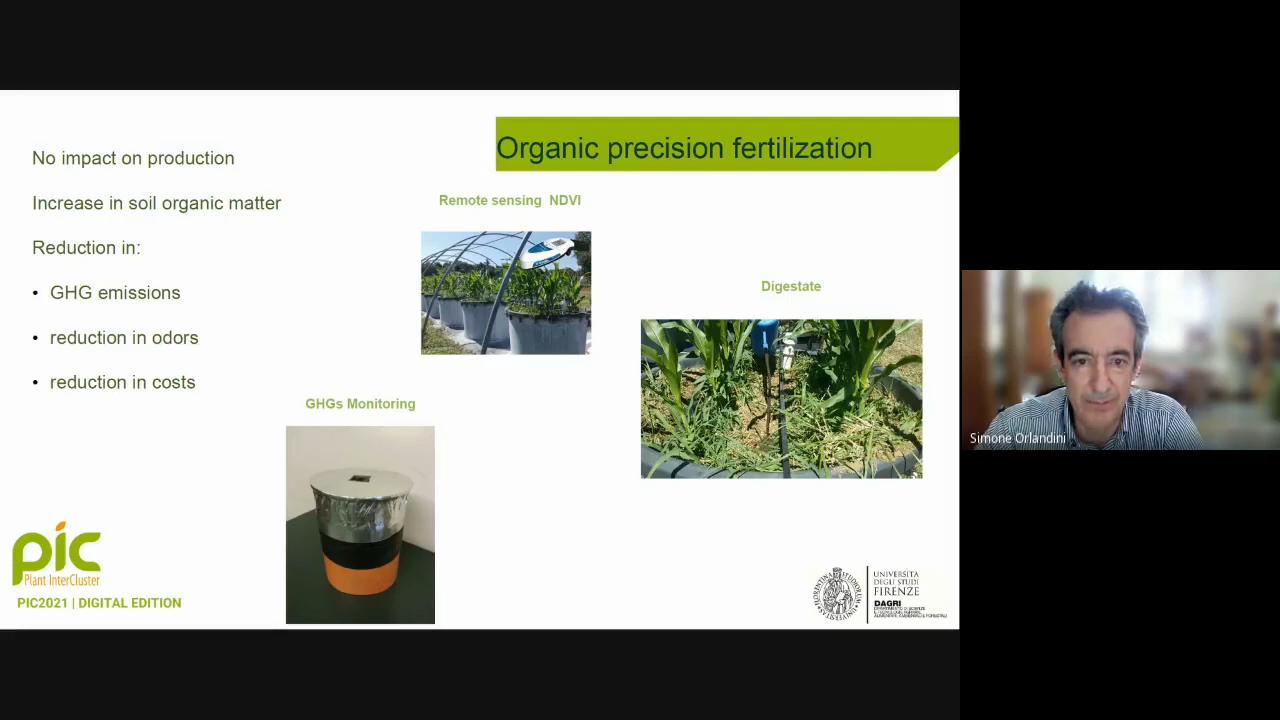 Organic precision fertilization
No impact on production
Increase in soil organic matter
Reduction in:
• GHG emissions
• reduction in odors
• reduction in costs
Remote sensing NDVI
Digestate
GHGs Monitoring
pic
Plant InterCluster
PIC2021 | DIGITAL EDITION
UNIVERSITÀ
DEGLI STUDI
FIRENZE
DAGRI
Simone Orlandini